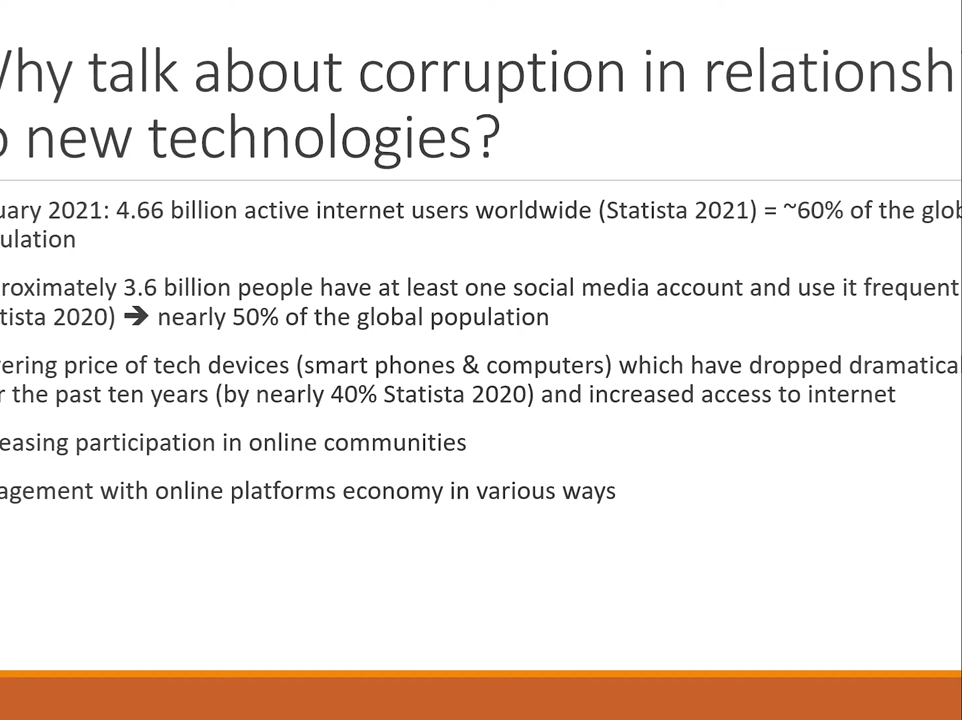 Why talk about corruption in relationsh
o new technologies?
uary 2021: 4.66 billion active internet users worldwide (Statista 2021) = ~60% of the glob
ulation
roximately 3.6 billion people have at least one social media account and use it frequent
tista 2020) ➔ nearly 50% of the global population
ering price of tech devices (smart phones & computers) which have dropped dramatica
r the past ten years (by nearly 40% Statista 2020) and increased access to internet
easing participation in online communities
agement with online platforms economy in various ways